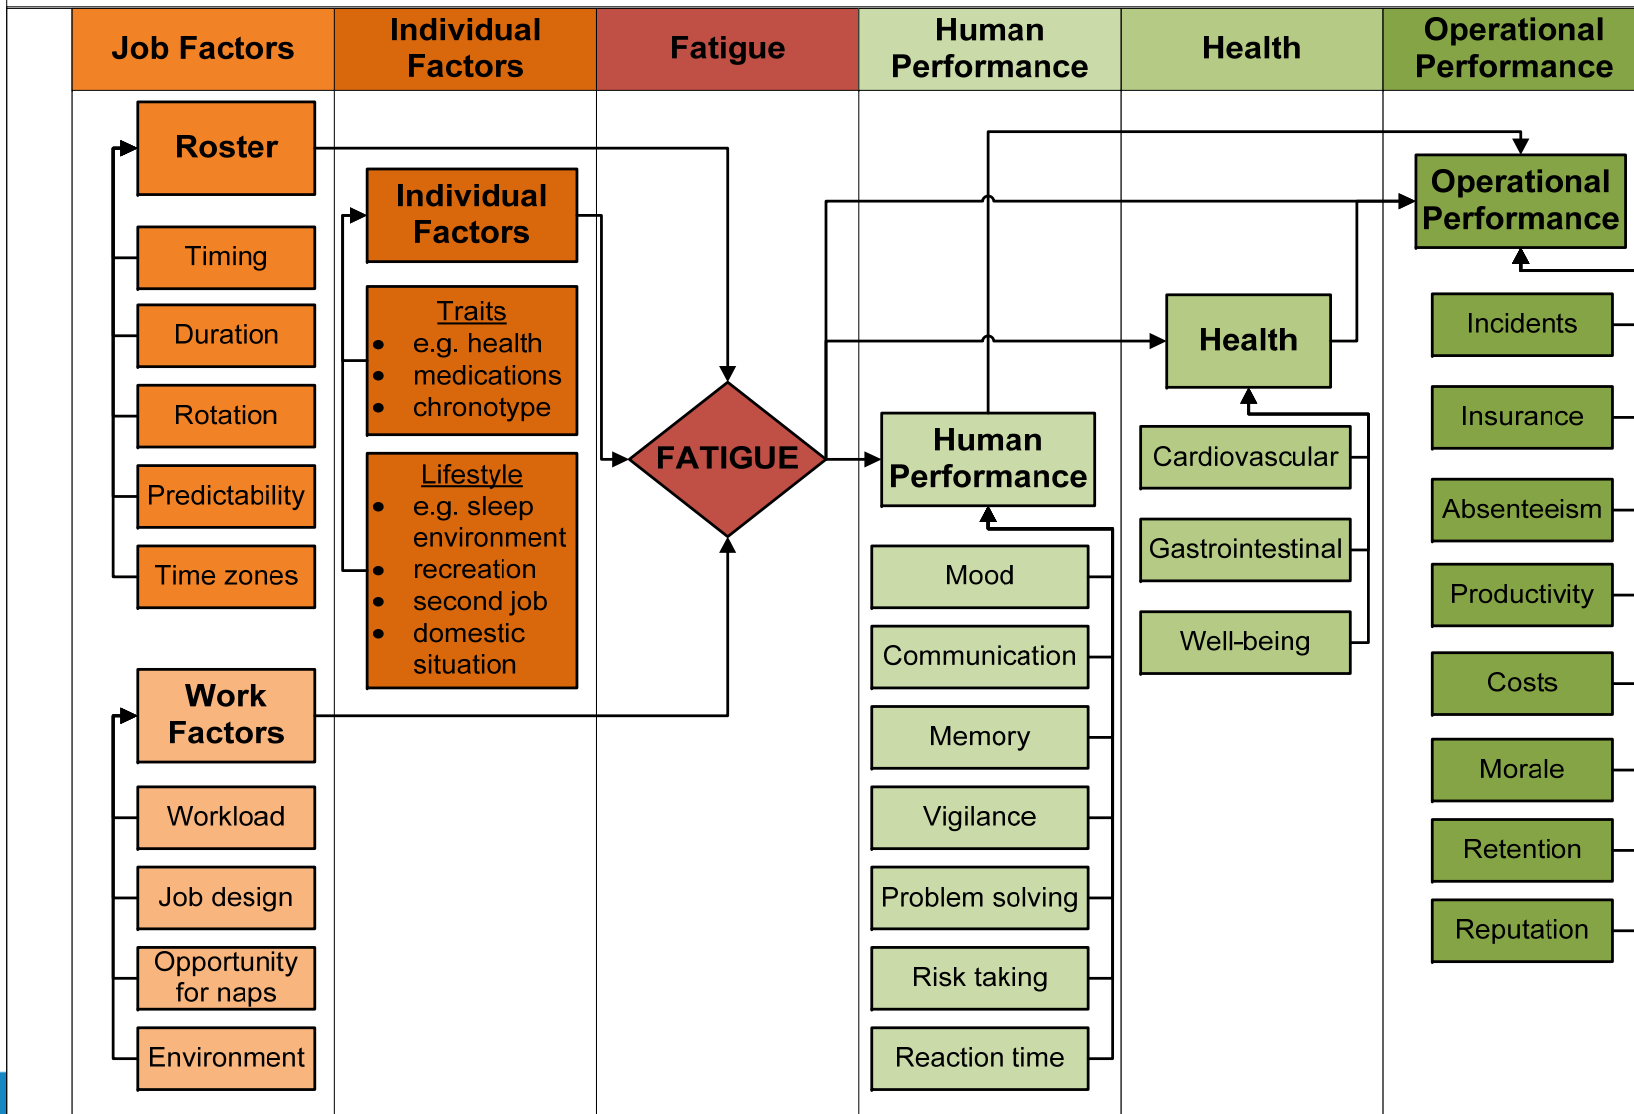 Job Factors
Individual
Factors
Fatigue
Human
Performance
Health
Operational
Performance
Roster
Timing
Duration
Rotation
Predictability
Time zones
Work
Factors
Workload
Job design
Opportunity
for naps
Environment
Individual
Factors
Traits
• e.g. health
• medications
• chronotype
Lifestyle
• e.g. sleep
environment
• recreation
• second job
• domestic
situation
FATIGUE
Human
Performance
Mood
Communication
Memory
Vigilance
Problem solving
Risk taking
Reaction time
Health
Cardiovascular
Gastrointestinal
Well-being
Operational
Performance
Incidents
Insurance
Absenteeism
Productivity
Costs
Morale
Retention
Reputation